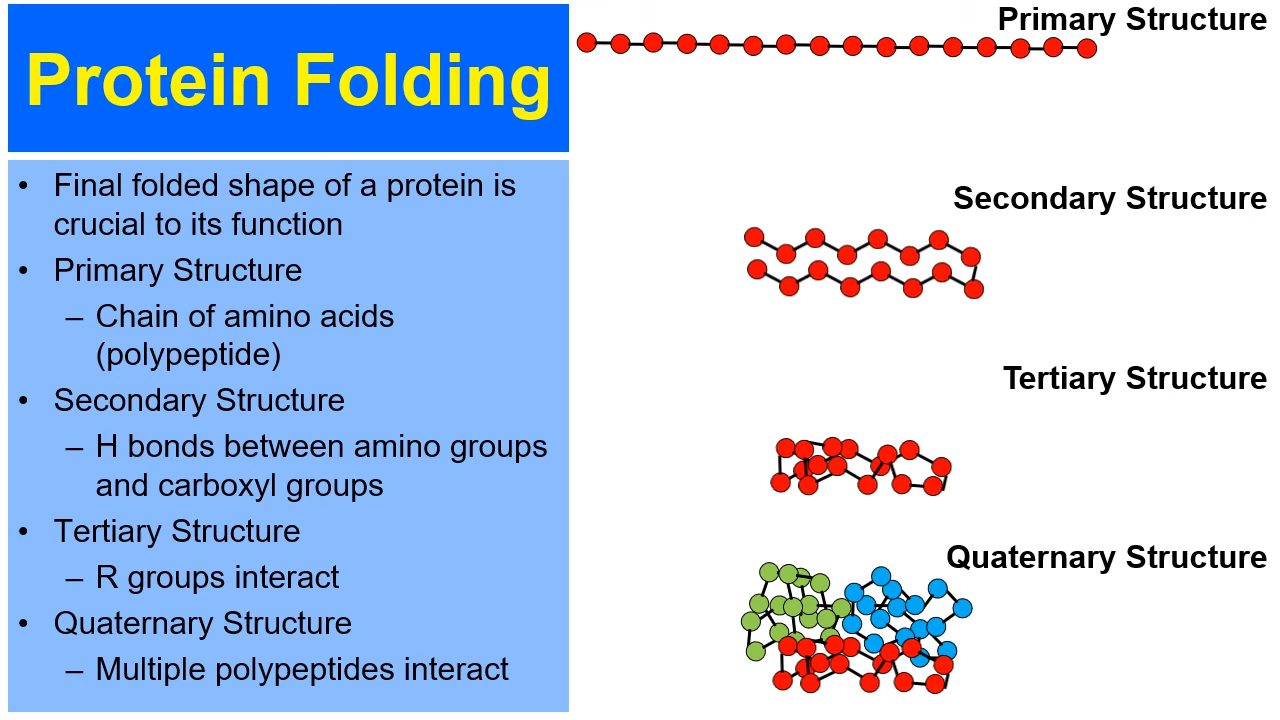 Protein Folding
• Final folded shape of a protein is
crucial to its function
• Primary Structure
– Chain of amino acids
(polypeptide)
• Secondary Structure
– H bonds between amino groups
and carboxyl groups
• Tertiary Structure
– R groups interact
• Quaternary Structure
– Multiple polypeptides interact
Primary Structure
Secondary Structure
Tertiary Structure
Quaternary Structure